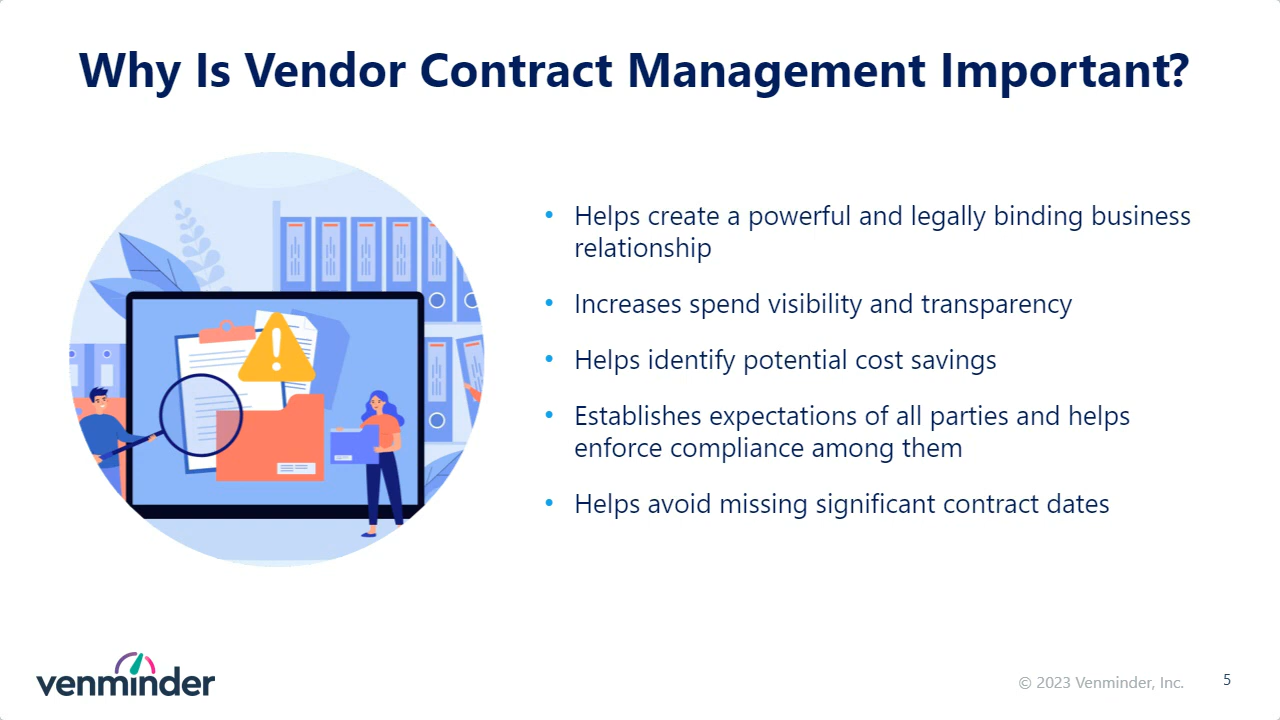 Why Is Vendor Contract Management Important?
• Helps create a powerful and legally binding business
relationship
• Increases spend visibility and transparency
• Helps identify potential cost savings
• Establishes expectations of all parties and helps
enforce compliance among them
• Helps avoid missing significant contract dates
venminder
© 2023 Venminder, Inc.
5